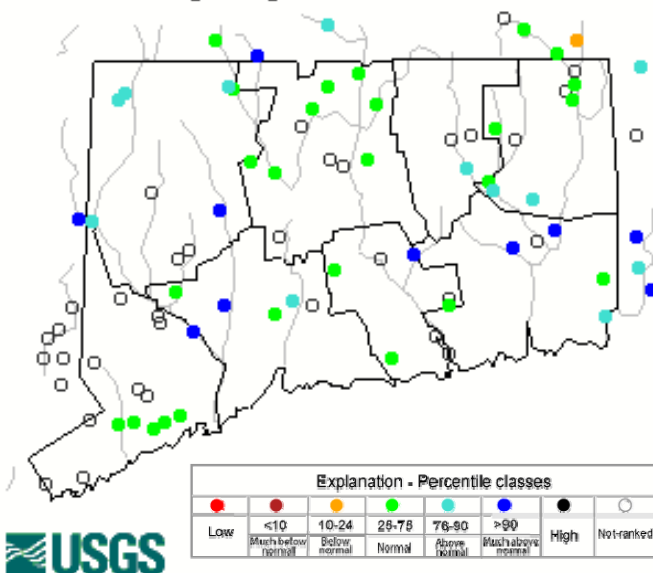 Explanation - Percentile classes
Low
<10
Much below normal
10-24
Below normal
25-75
Normal
76-90
Above normal
>90
Much above normal
High
Not-ranked
USGS